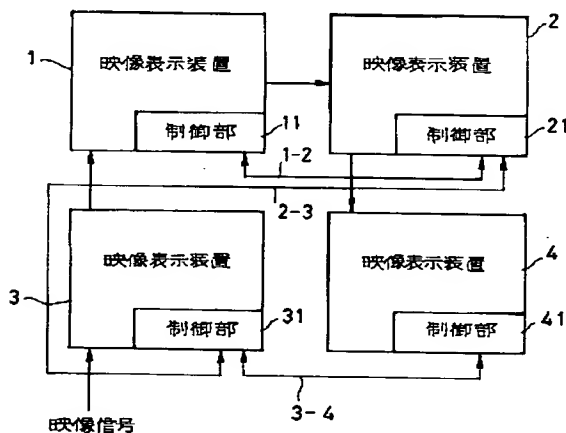 1
映像表示装置
制御部
11
2
映像表示装置
制御部
21
1-2
2-3
3
映像表示装置
制御部
31
4
映像表示装置
制御部
41
3-4
映像信号